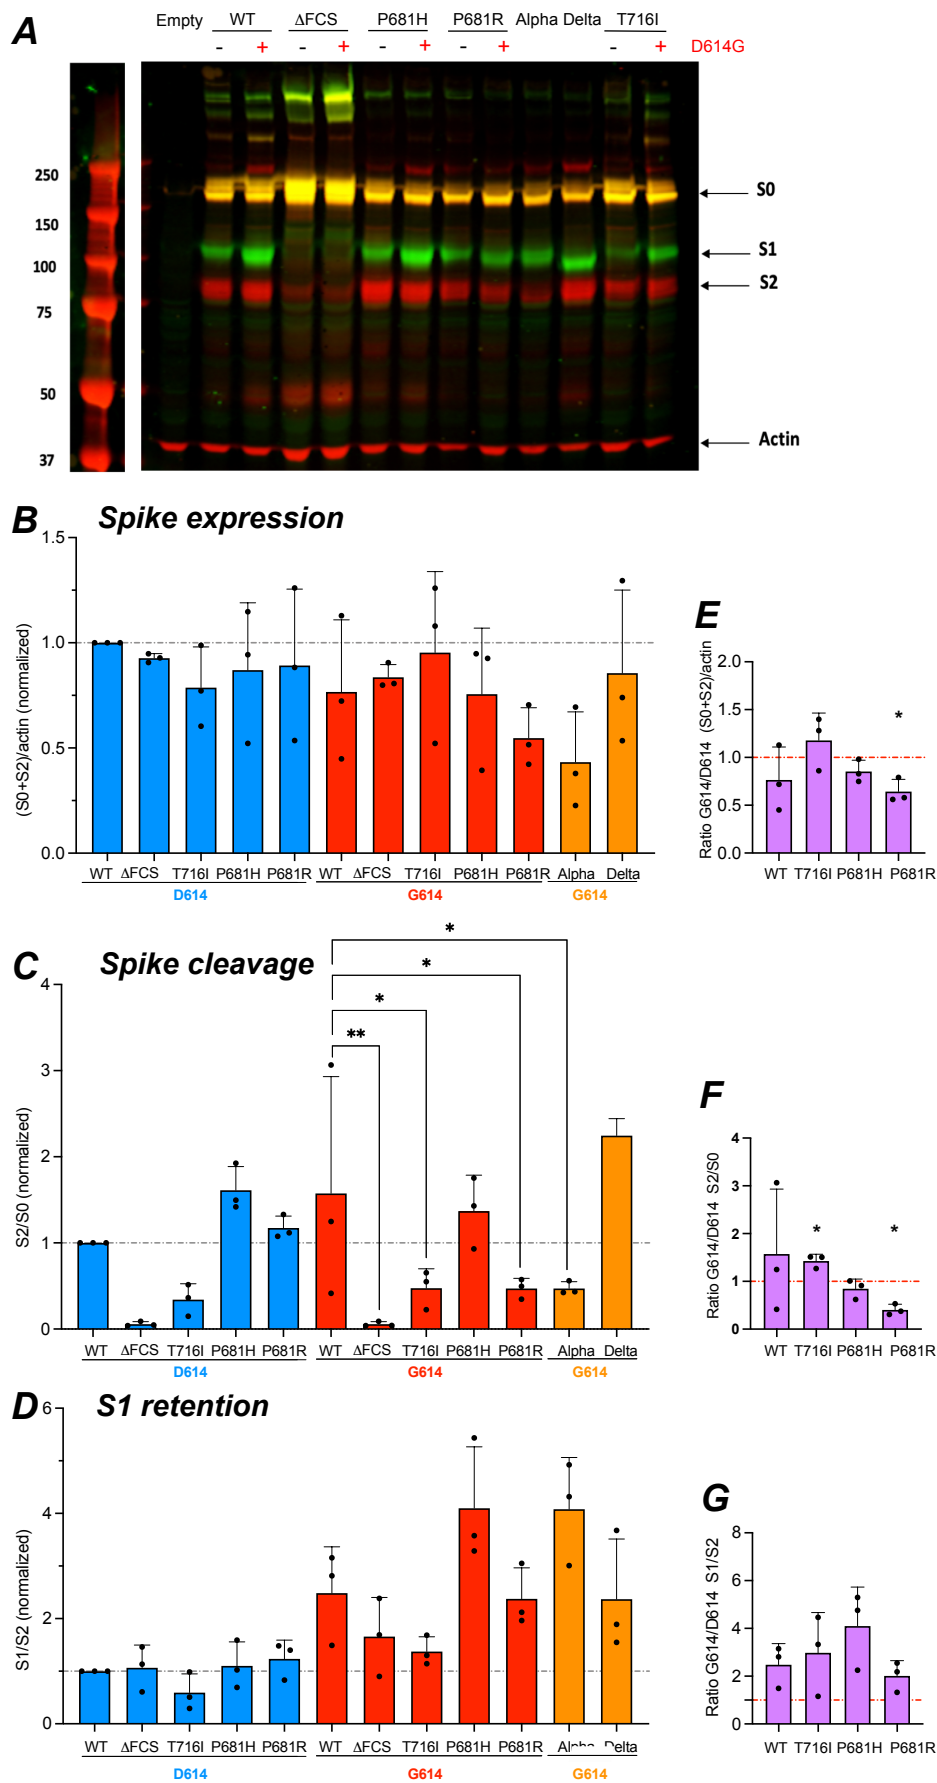 A
Empty WT ΔFCS P681H P681R Alpha Delta T716I
- + - + - + - + - + D614G
250
150
100
75
50
37
S0
S1
S2
Actin
B Spike expression
(S0+S2)/actin (normalized)
1.5
1.0
0.5
0.0
WT ΔFCS T716I P681H P681R WT ΔFCS T716I P681H P681R Alpha Delta
D614 G614 G614
E
Ratio G614/D614 (S0+S2)/actin
2.0
1.5
1.0
0.5
0.0
*
WT T716I P681H P681R
C Spike cleavage
S2/S0 (normalized)
4
3
2
1
0
*
*
*
**
WT ΔFCS T716I P681H P681R WT ΔFCS T716I P681H P681R Alpha Delta
D614 G614 G614
F
Ratio G614/D614 S2/S0
4
3
2
1
0
* *
WT T716I P681H P681R
D S1 retention
S1/S2 (normalized)
6
4
2
0
WT ΔFCS T716I P681H P681R WT ΔFCS T716I P681H P681R Alpha Delta
D614 G614 G614
G
Ratio G614/D614 S1/S2
8
6
4
2
0
WT T716I P681H P681R